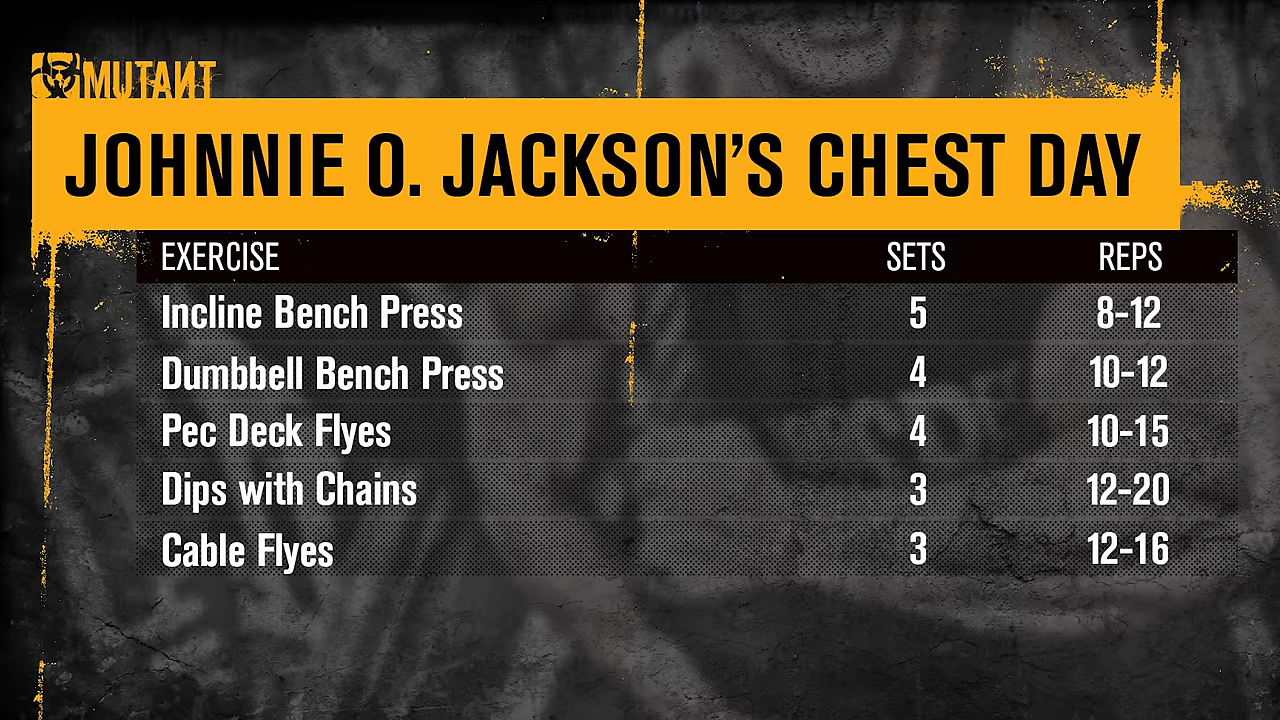 MUTANT
JOHNNIE O. JACKSON’S CHEST DAY
EXERCISE SETS REPS
Incline Bench Press 5 8-12
Dumbbell Bench Press 4 10-12
Pec Deck Flyes 4 10-15
Dips with Chains 3 12-20
Cable Flyes 3 12-16